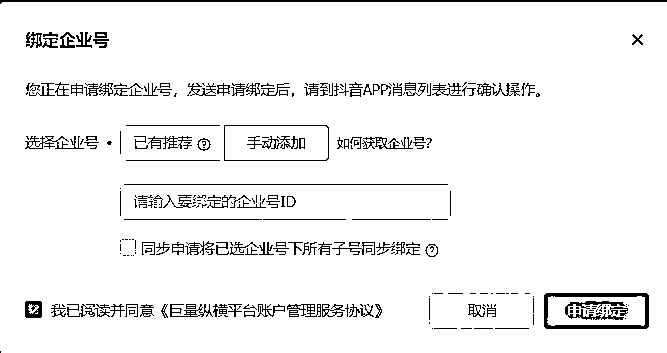 绑定企业号
您正在申请绑定企业号，发送申请绑定后，请到抖音APP消息列表进行确认操作。
选择企业号 • 已有推荐 ? 手动添加 如何获取企业号?
请输入要绑定的企业号ID
同步申请将已选企业号下所有子号同步绑定 ?
我已阅读并同意《巨量纵横平台账户管理服务协议》 取消 申请绑定